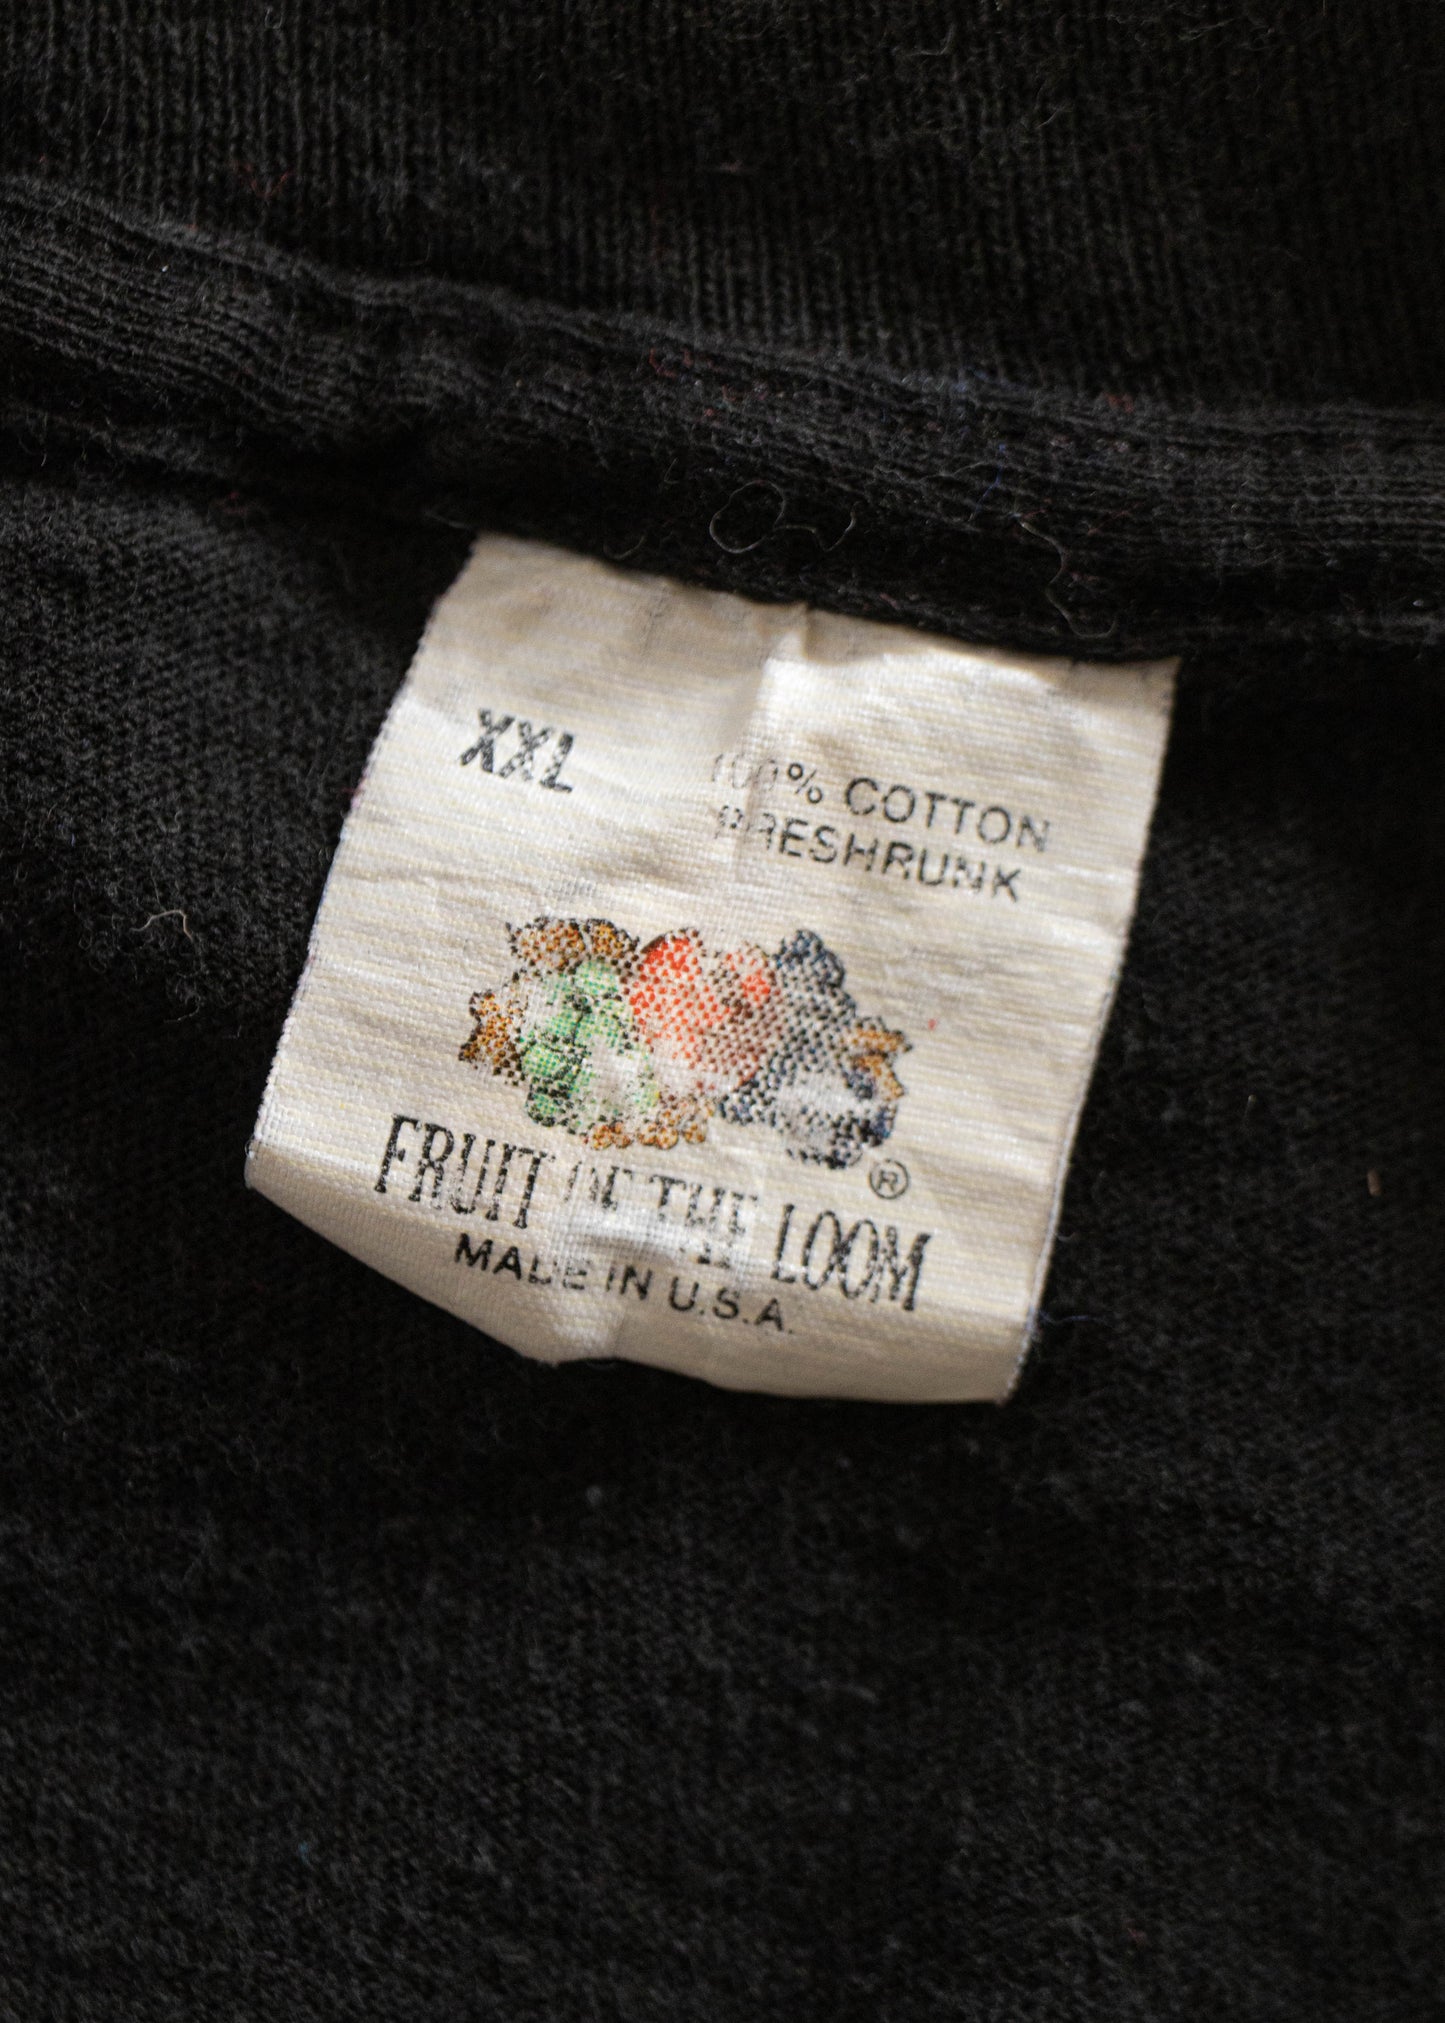 XXL
100% COTTON
PRESHRUNK
FRUIT OF THE LOOM
®
MADE IN U.S.A.